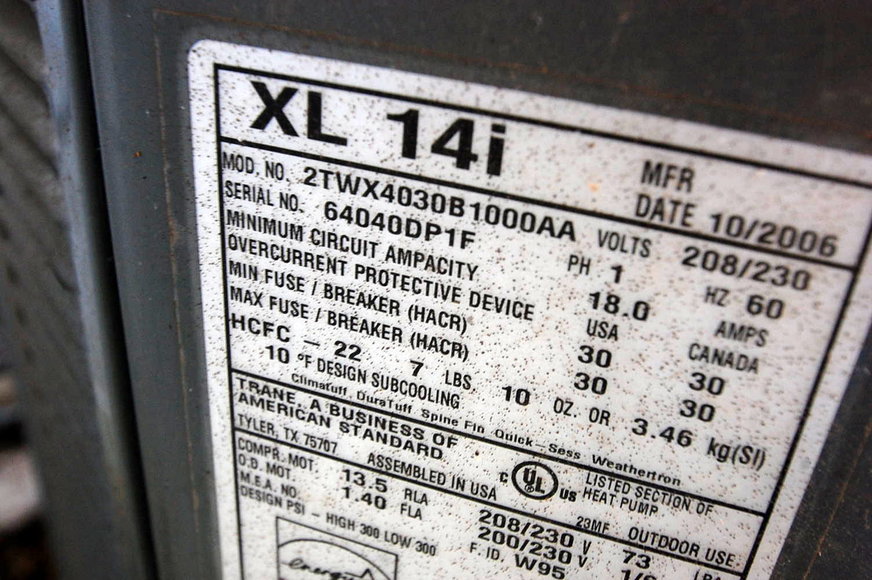 XL 14i
MFR
DATE 10/2006
MOD. NO. 2TWX4030B1000AA VOLTS 208/230
SERIAL NO. 64040DP1F PH 1 HZ 60
MINIMUM CIRCUIT AMPACITY 18.0 AMPS
OVERCURRENT PROTECTIVE DEVICE USA CANADA
MIN FUSE / BREAKER (HACR) 30 30
MAX FUSE / BREAKER (HACR) 30 30
HCFC - 22 7 LBS. 10 OZ. OR 3.46 kg(SI)
10 °F DESIGN SUBCOOLING
Climatuff, DuraTuff Spine Fin Quick-Sess Weathertron
TRANE, A BUSINESS OF
AMERICAN STANDARD
TYLER, TX 75707 ASSEMBLED IN USA C UL US LISTED SECTION OF
HEAT PUMP
23MF OUTDOOR USE
COMPR. MOT. 13.5 RLA 208/230 V 73
O.D. MOT. 1.40 FLA 200/230 V
M.E.A. NO. F. ID. W95
DESIGN PSI - HIGH 300 LOW 300
energy